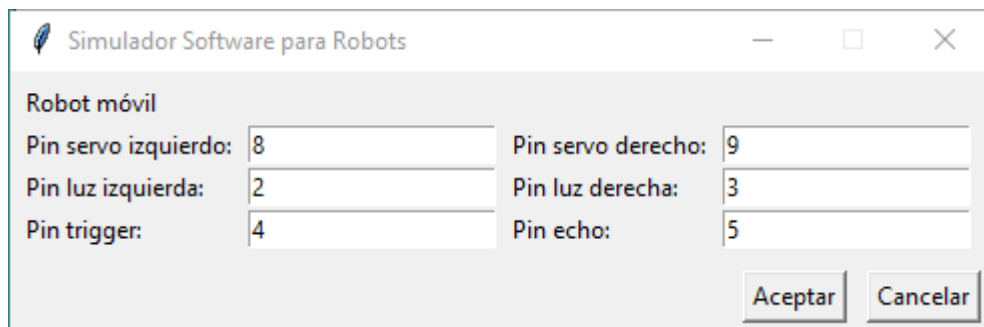 Simulador Software para Robots
Robot móvil
Pin servo izquierdo: 8 Pin servo derecho: 9
Pin luz izquierda: 2 Pin luz derecha: 3
Pin trigger: 4 Pin echo: 5
Aceptar Cancelar